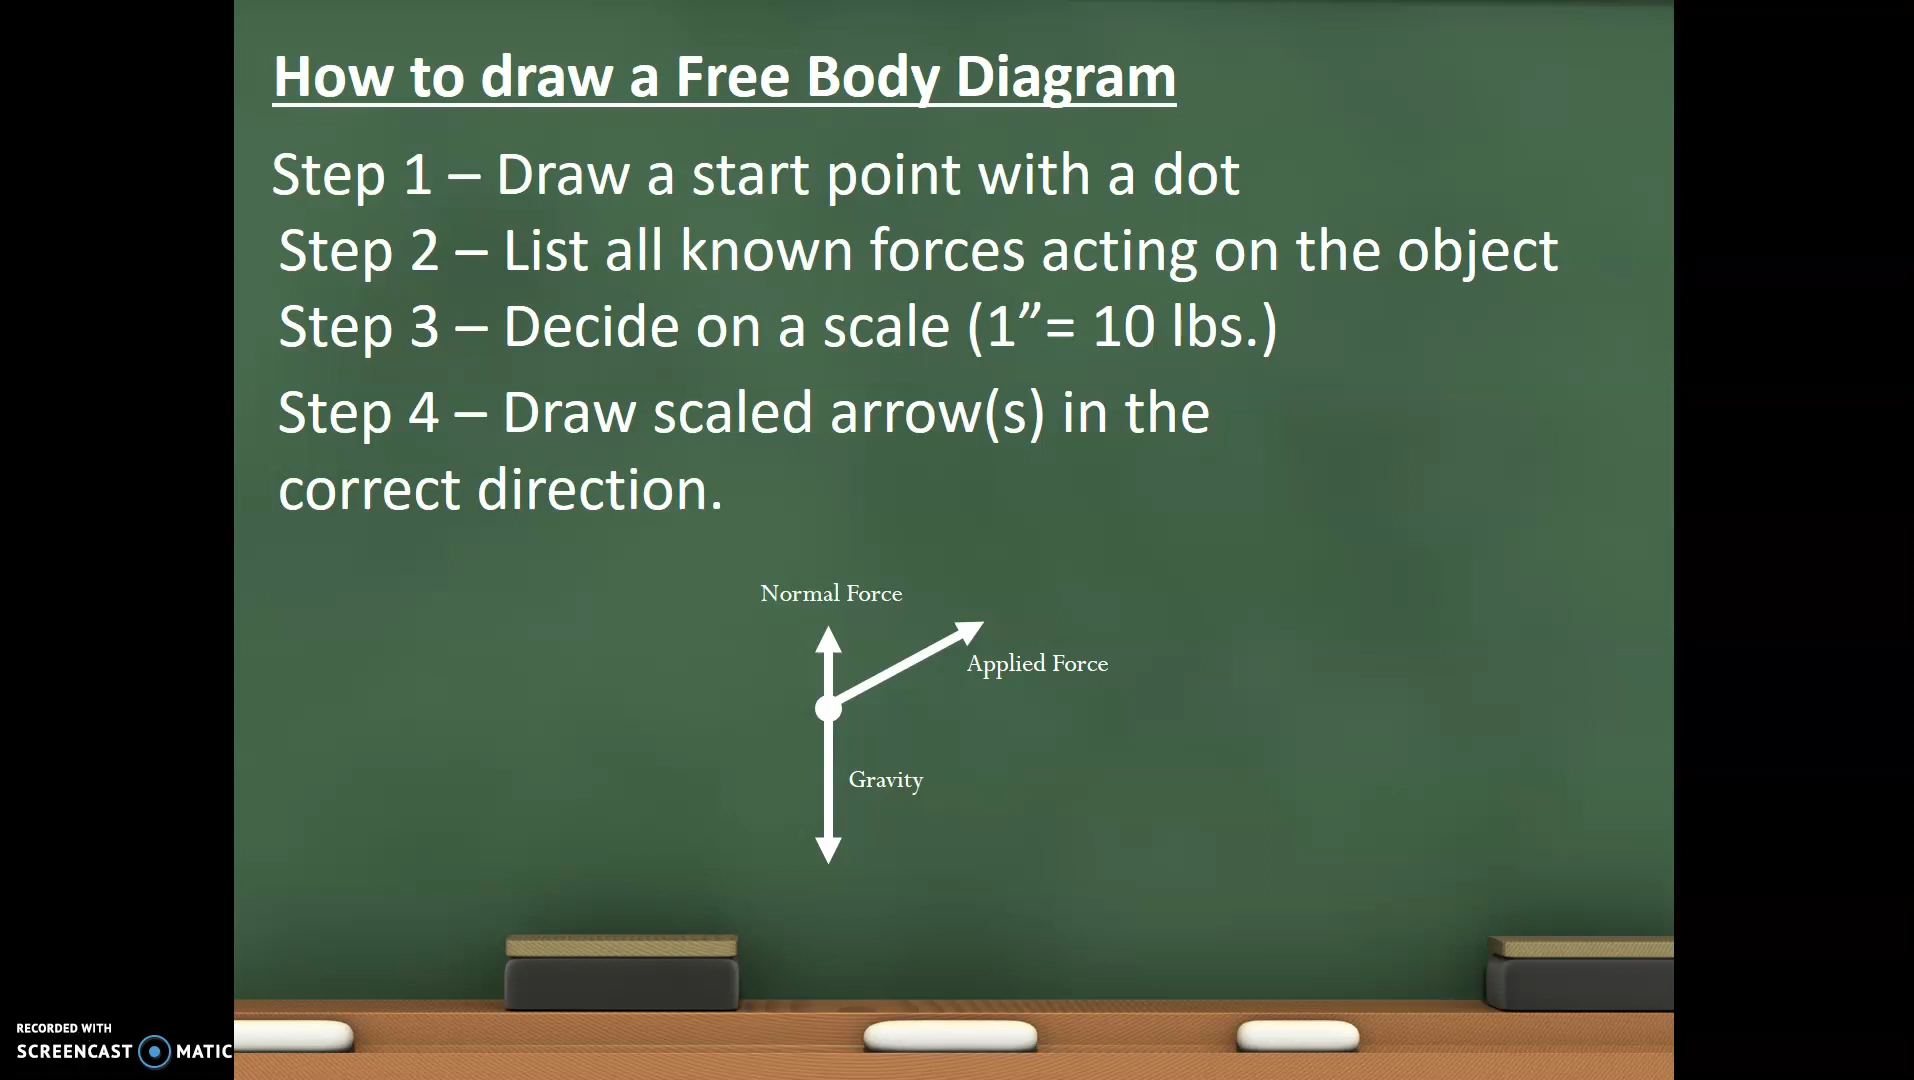 How to draw a Free Body Diagram
Step 1 – Draw a start point with a dot
Step 2 – List all known forces acting on the object
Step 3 – Decide on a scale (1”= 10 lbs.)
Step 4 – Draw scaled arrow(s) in the
correct direction.
Normal Force
Applied Force
Gravity
RECORDED WITH
SCREENCAST MATIC